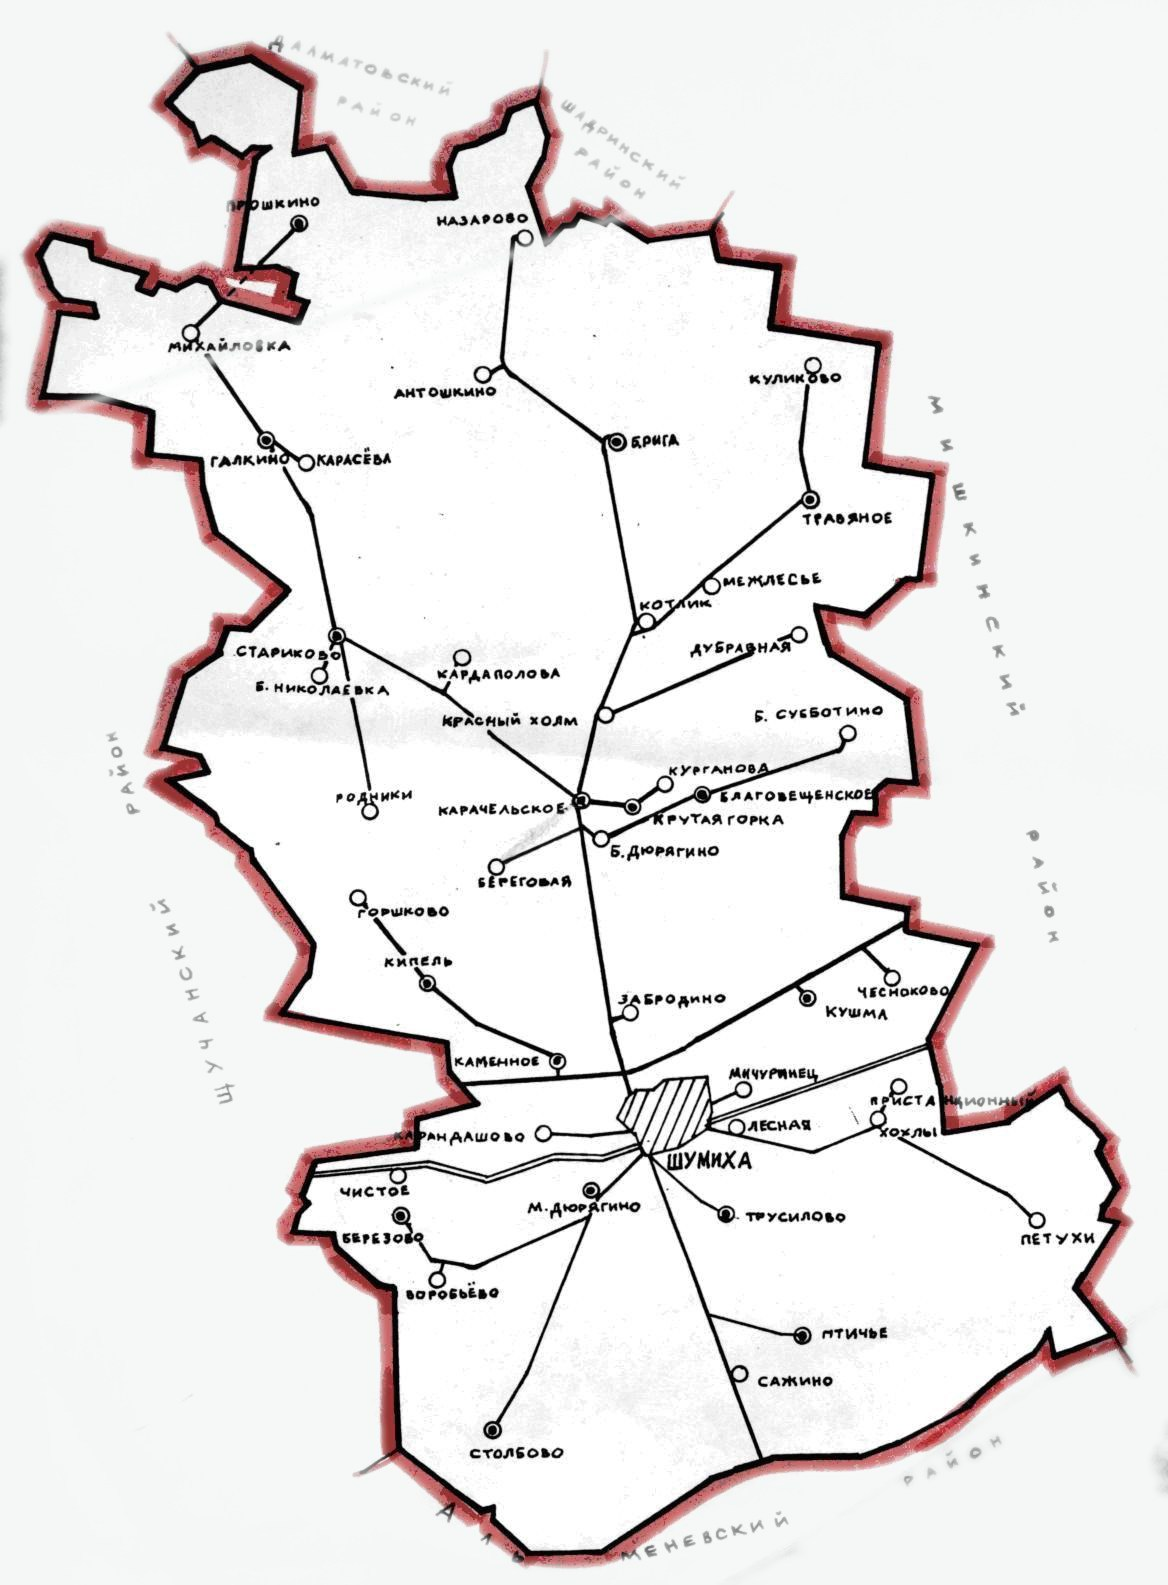 ДАЛМАТОВСКИЙ
РАЙОН
ШАДРИНСКИЙ
РАЙОН
ПРОШКИНО
НАЗАРОВО
МИХАЙЛОВКА
АНТОШКИНО
КУЛИКОВО
МИШКИНСКИЙ
РАЙОН
БРИГА
ГАЛКИНО
КАРАСЁВА
ТРАВЯНОЕ
МЕЖЛЕСЬЕ
КОТЛИК
ДУБРАВНАЯ
СТАРИКОВО
КАРДАПОЛОВА
Б. НИКОЛАЕВКА
КРАСНЫЙ ХОЛМ
Б. СУББОТИНО
КУРГАНОВА
РОДНИКИ
КАРАЧЕЛЬСКОЕ
БЛАГОВЕЩЕНСКОЕ
КРУТАЯ ГОРКА
Б. ДЮРЯГИНО
БЕРЕГОВАЯ
ЩУЧАНСКИЙ
РАЙОН
ГОРШКОВО
КИПЕЛЬ
ЗАБРОДИНО
ЧЕСНОКОВО
КУШМА
КАМЕННОЕ
МИЧУРИНЕЦ
ПРИСТАНЦИОННЫЙ
КАРАНДАШОВО
ЛЕСНАЯ
ХОХЛЫ
ШУМИХА
ЧИСТОЕ
М. ДЮРЯГИНО
ТРУСИЛОВО
БЕРЕЗОВО
ПЕТУХИ
ВОРОБЬЁВО
ПТИЧЬЕ
САЖИНО
СТОЛБОВО
АЛЬМЕНЕВСКИЙ
РАЙОН